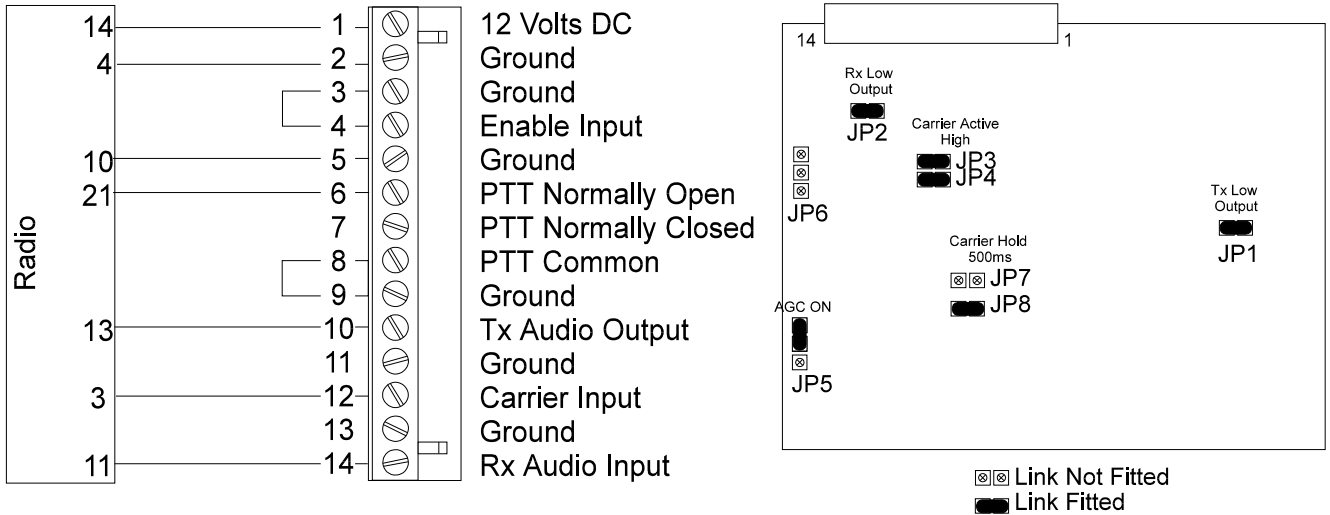 Radio
14 1 12 Volts DC
4 2 Ground
3 Ground
4 Enable Input
10 5 Ground
21 6 PTT Normally Open
7 PTT Normally Closed
8 PTT Common
9 Ground
13 10 Tx Audio Output
11 Ground
3 12 Carrier Input
13 Ground
11 14 Rx Audio Input
14 1
Rx Low
Output
JP2
Carrier Active
High
JP3
JP4
JP6
Tx Low
Output
JP1
Carrier Hold
500ms
JP7
JP8
AGC ON
JP5
Link Not Fitted
Link Fitted